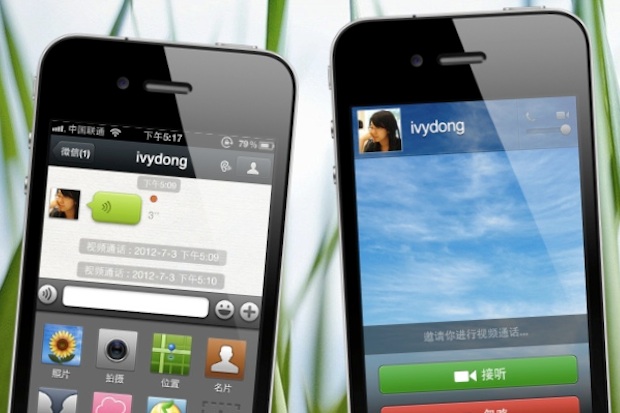 中国联通
下午5:17
79%
微信(1)
ivydong
下午5:09
3"
视频通话 : 2012-7-3 下午5:09
视频通话 : 2012-7-3 下午5:10
照片
拍摄
位置
名片
ivydong
邀请你进行视频通话...
接听